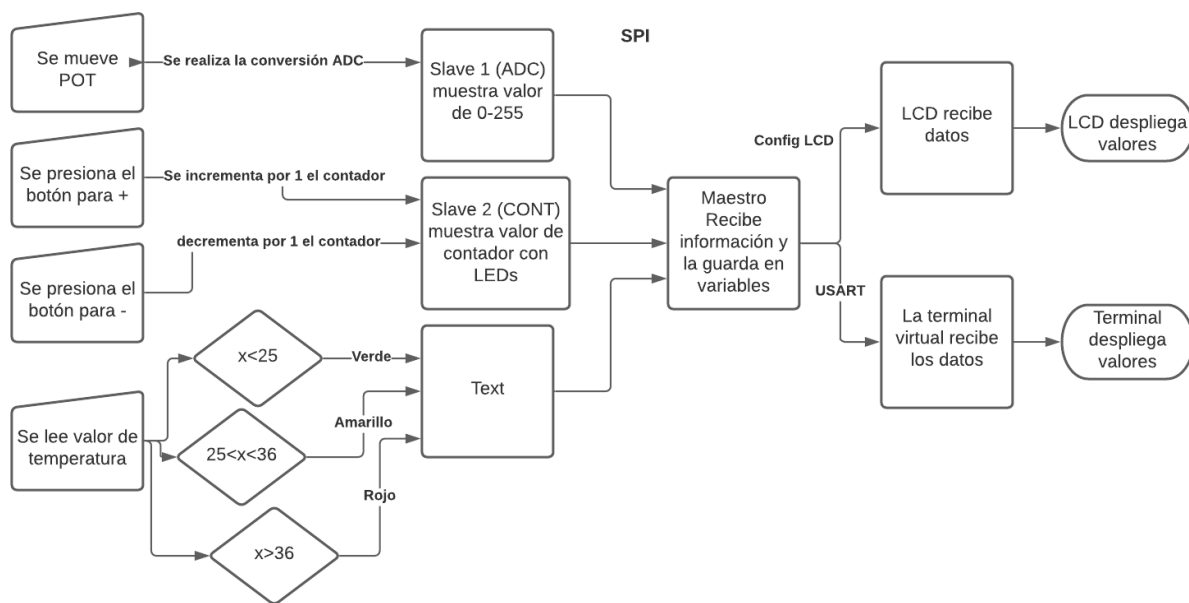 SPI
Se mueve
POT
Se realiza la conversión ADC
Slave 1 (ADC)
muestra valor
de 0-255
Se presiona el
botón para +
Se incrementa por 1 el contador
Slave 2 (CONT)
muestra valor de
contador con
LEDs
Se presiona el
botón para -
decrementa por 1 el contador
Se lee valor de
temperatura
x<25
Verde
25<x<36
Amarillo
x>36
Rojo
Text
Maestro
Recibe
información y
la guarda en
variables
Config LCD
LCD recibe
datos
LCD despliega
valores
USART
La terminal
virtual recibe
los datos
Terminal
despliega
valores